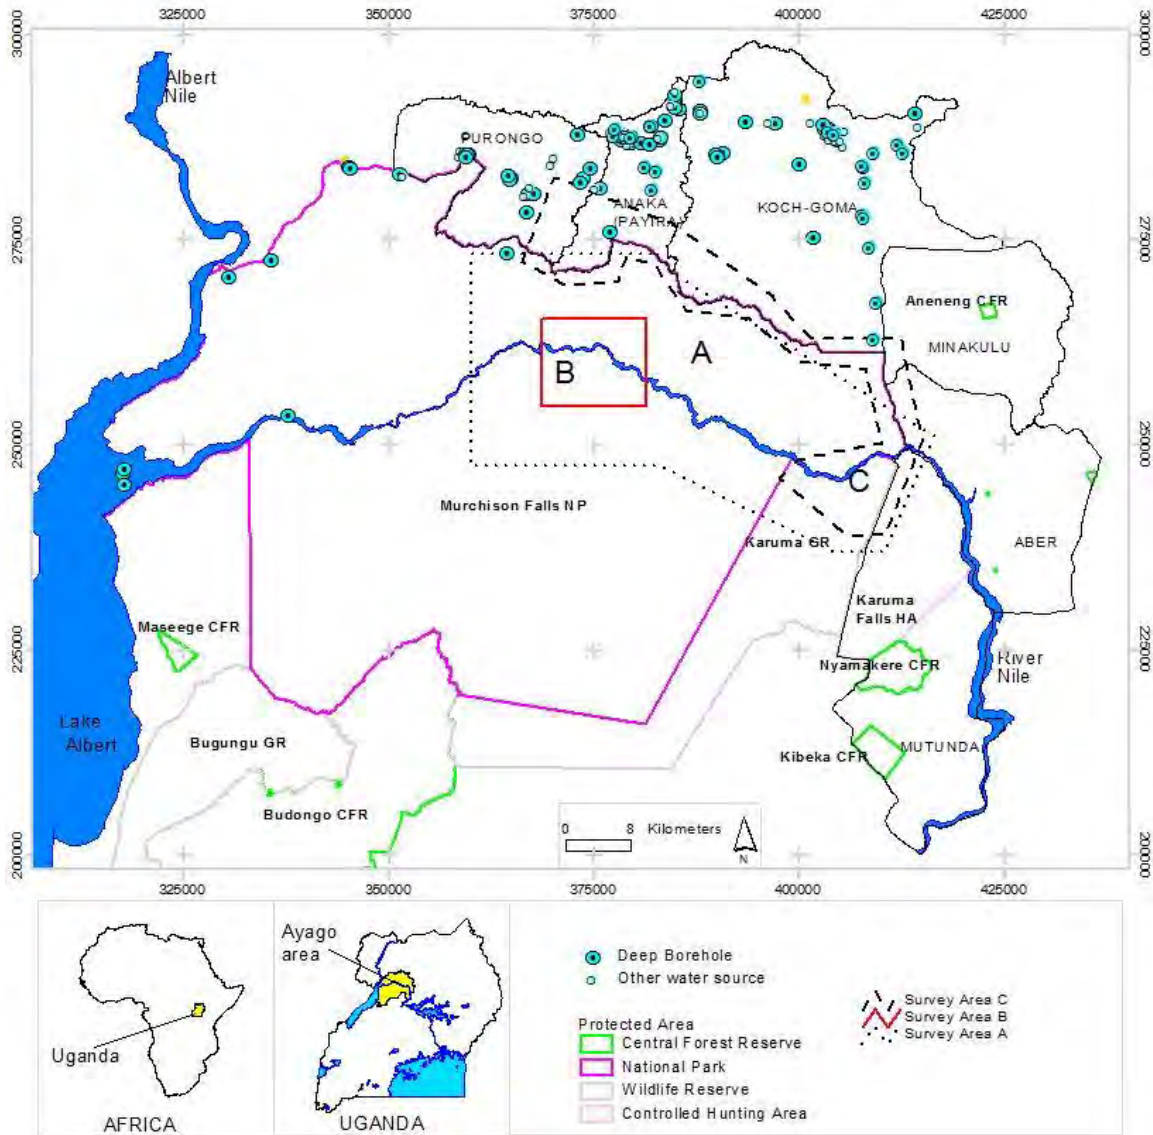 325000 350000 375000 400000 425000
300000 300000
Albert
Nile
PURONGO
ANAKA
(PAYIRA)
KOCH-GOMA
275000 275000
Aneneng CFR
MINAKULU
A
B
250000 250000
C
Murchison Falls NP
Karuma GR
ABER
Karuma
Falls HA
Maseege CFR
225000 225000
Nyamakere CFR
River
Nile
Lake
Albert
Bugungu GR
MUTUNDA
Kibeka CFR
Budongo CFR
0 8 Kilometers
N
200000 200000
325000 350000 375000 400000 425000
Ayago
area
Uganda
AFRICA
UGANDA
Deep Borehole
Other water source
Protected Area
Central Forest Reserve
National Park
Wildlife Reserve
Controlled Hunting Area
Survey Area C
Survey Area B
Survey Area A